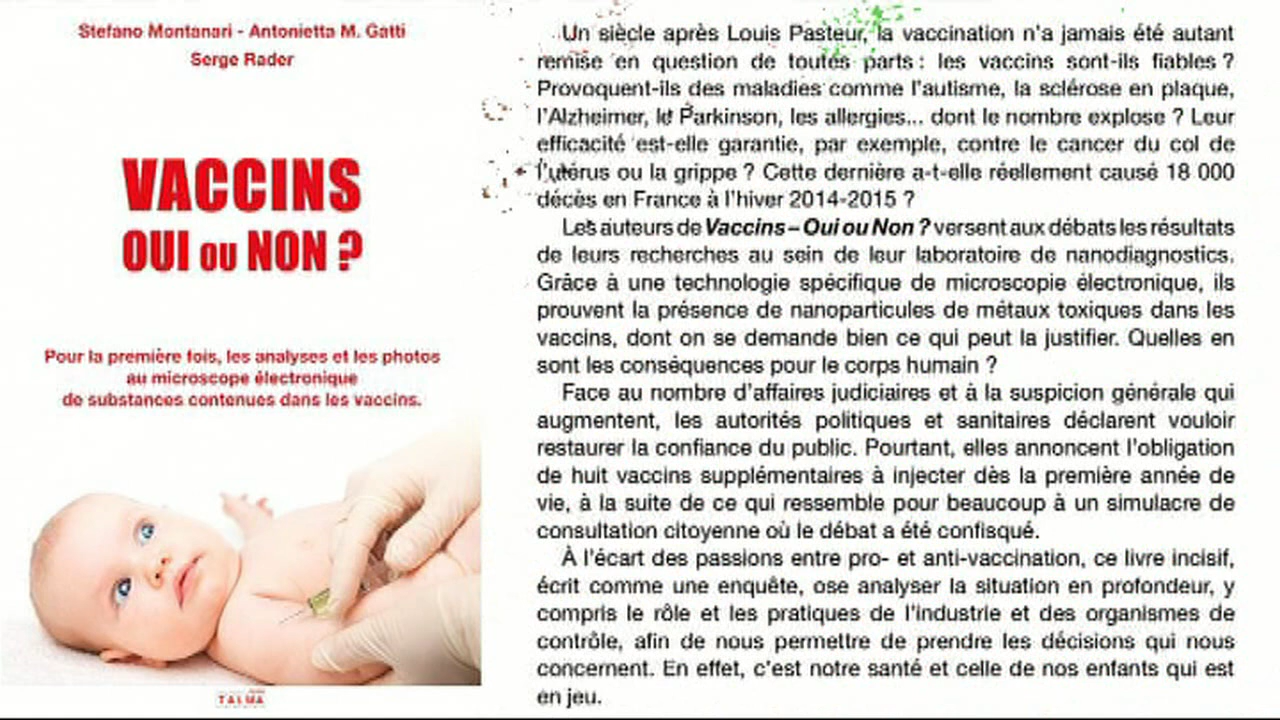 Stefano Montanari - Antonietta M. Gatti
Serge Rader
VACCINS
OUI ou NON ?
Pour la première fois, les analyses et les photos
au microscope électronique
de substances contenues dans les vaccins.
TALMA
Un siècle après Louis Pasteur, la vaccination n'a jamais été autant
remise en question de toutes parts : les vaccins sont-ils fiables ?
Provoquent-ils des maladies comme l'autisme, la sclérose en plaque,
l'Alzheimer, le Parkinson, les allergies... dont le nombre explose ? Leur
efficacité est-elle garantie, par exemple, contre le cancer du col de
l'utérus ou la grippe ? Cette dernière a-t-elle réellement causé 18 000
décès en France à l'hiver 2014-2015 ?
Les auteurs de Vaccins – Oui ou Non ? versent aux débats les résultats
de leurs recherches au sein de leur laboratoire de nanodiagnostics.
Grâce à une technologie spécifique de microscopie électronique, ils
prouvent la présence de nanoparticules de métaux toxiques dans les
vaccins, dont on se demande bien ce qui peut la justifier. Quelles en
sont les conséquences pour le corps humain ?
Face au nombre d'affaires judiciaires et à la suspicion générale qui
augmentent, les autorités politiques et sanitaires déclarent vouloir
restaurer la confiance du public. Pourtant, elles annoncent l'obligation
de huit vaccins supplémentaires à injecter dès la première année de
vie, à la suite de ce qui ressemble pour beaucoup à un simulacre de
consultation citoyenne où le débat a été confisqué.
À l'écart des passions entre pro- et anti-vaccination, ce livre incisif,
écrit comme une enquête, ose analyser la situation en profondeur, y
compris le rôle et les pratiques de l'industrie et des organismes de
contrôle, afin de nous permettre de prendre les décisions qui nous
concernent. En effet, c'est notre santé et celle de nos enfants qui est
en jeu.